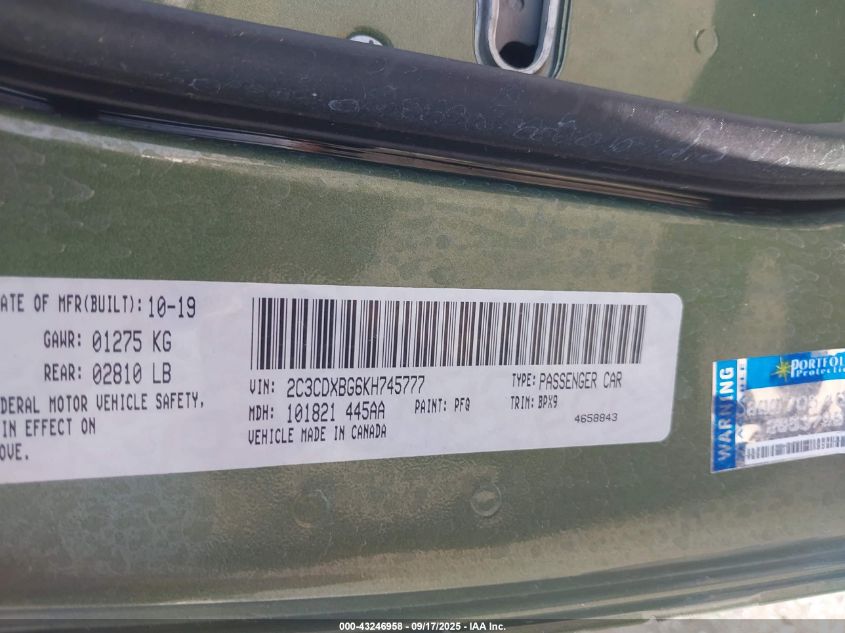 ATE OF MFR(BUILT): 10-19
GAWR: 01275 KG
REAR: 02810 LB
DERAL MOTOR VEHICLE SAFETY,
IN EFFECT ON
OVE.
VIN: 2C3CDXBG6KH745777
TYPE: PASSENGER CAR
MDH: 101821 445AA
PAINT: PFQ
TRIM: BPX9
VEHICLE MADE IN CANADA
4658843
WARNING
PORTFOL
Protectio
000-43246958 - 09/17/2025 - IAA Inc.